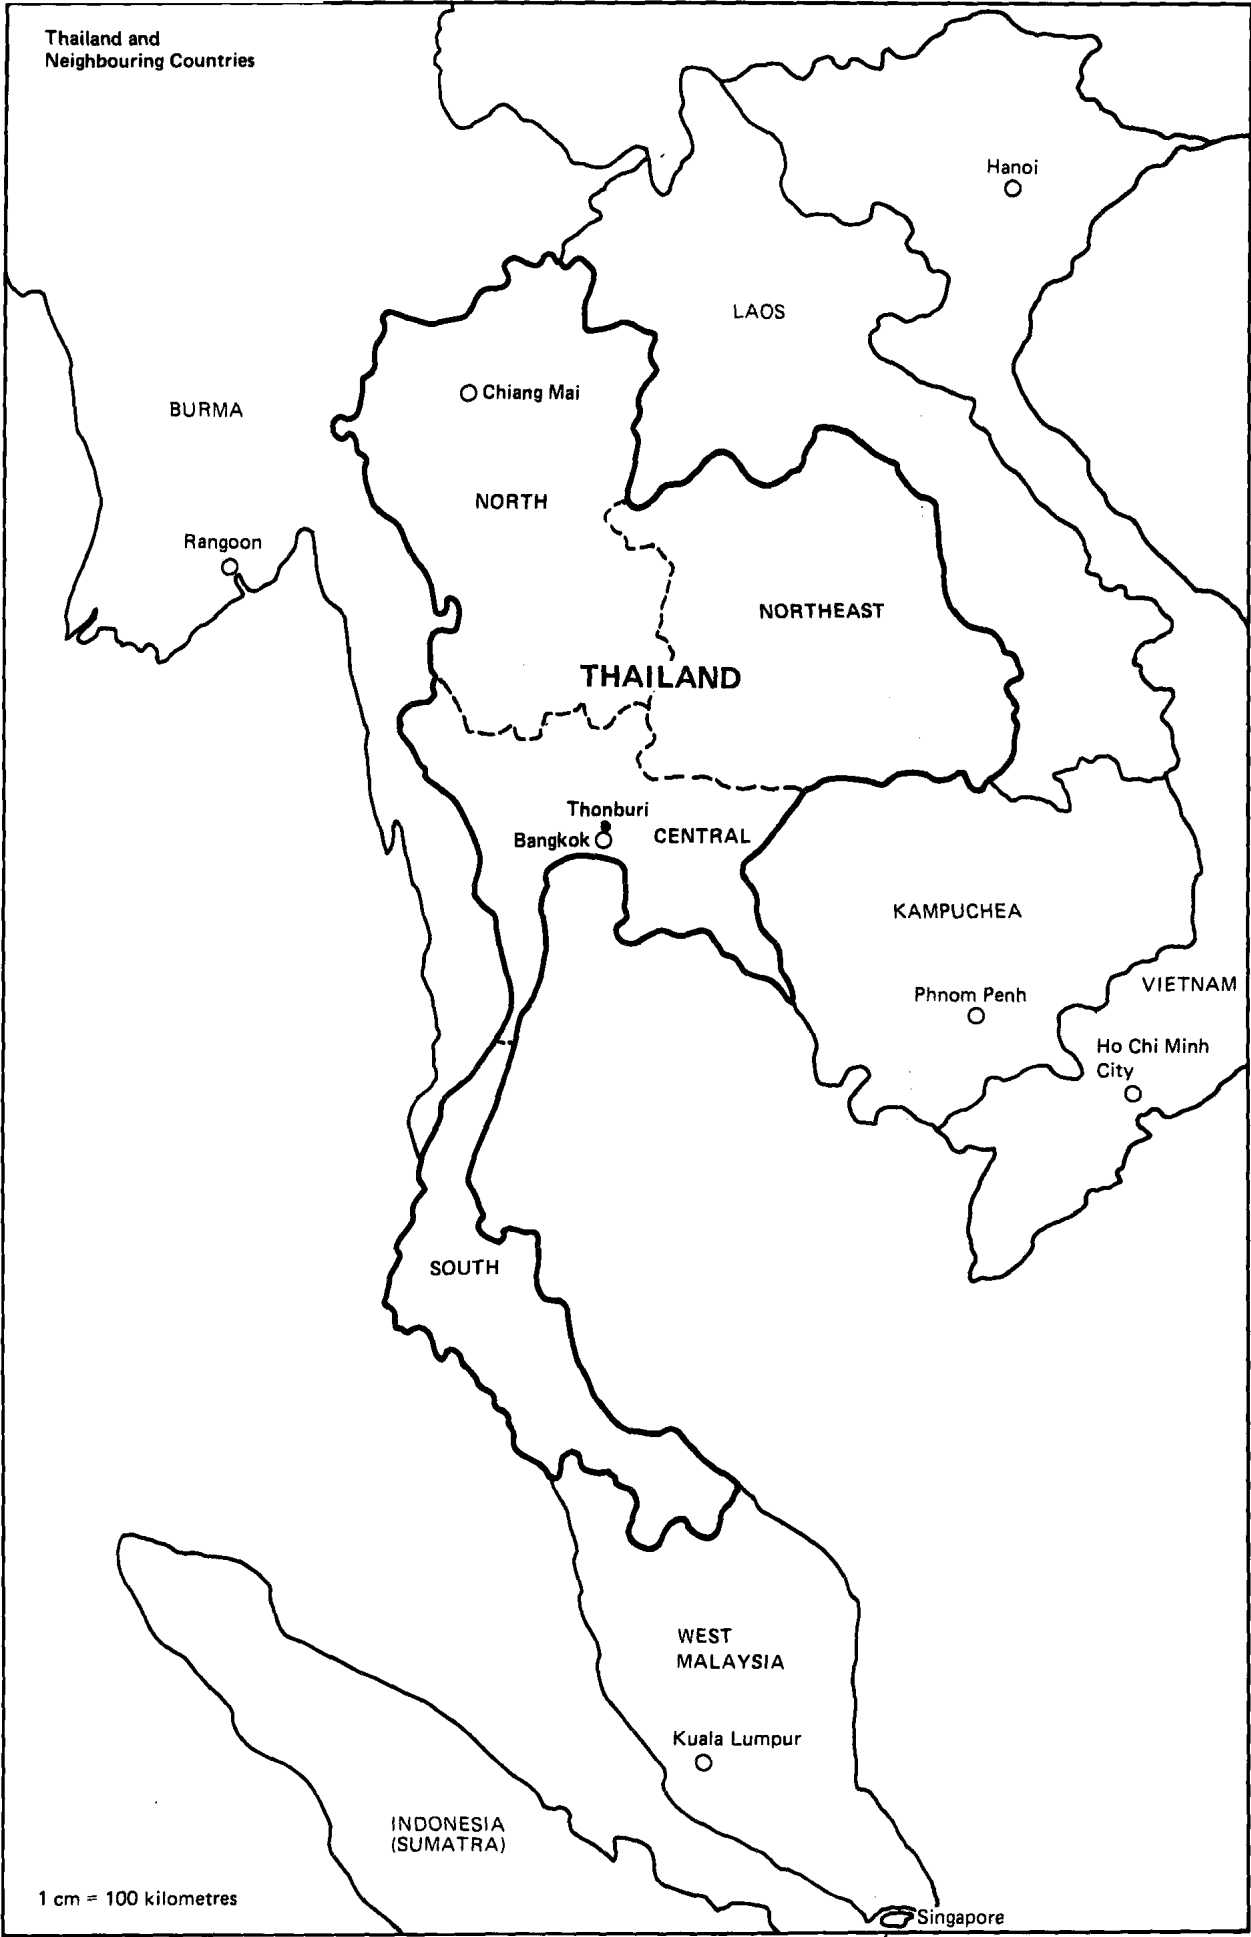 Thailand and
Neighbouring Countries
Hanoi
LAOS
Chiang Mai
BURMA
NORTH
Rangoon
NORTHEAST
THAILAND
Thonburi
Bangkok
CENTRAL
KAMPUCHEA
VIETNAM
Phnom Penh
Ho Chi Minh
City
SOUTH
WEST
MALAYSIA
Kuala Lumpur
INDONESIA
(SUMATRA)
1 cm = 100 kilometres
Singapore